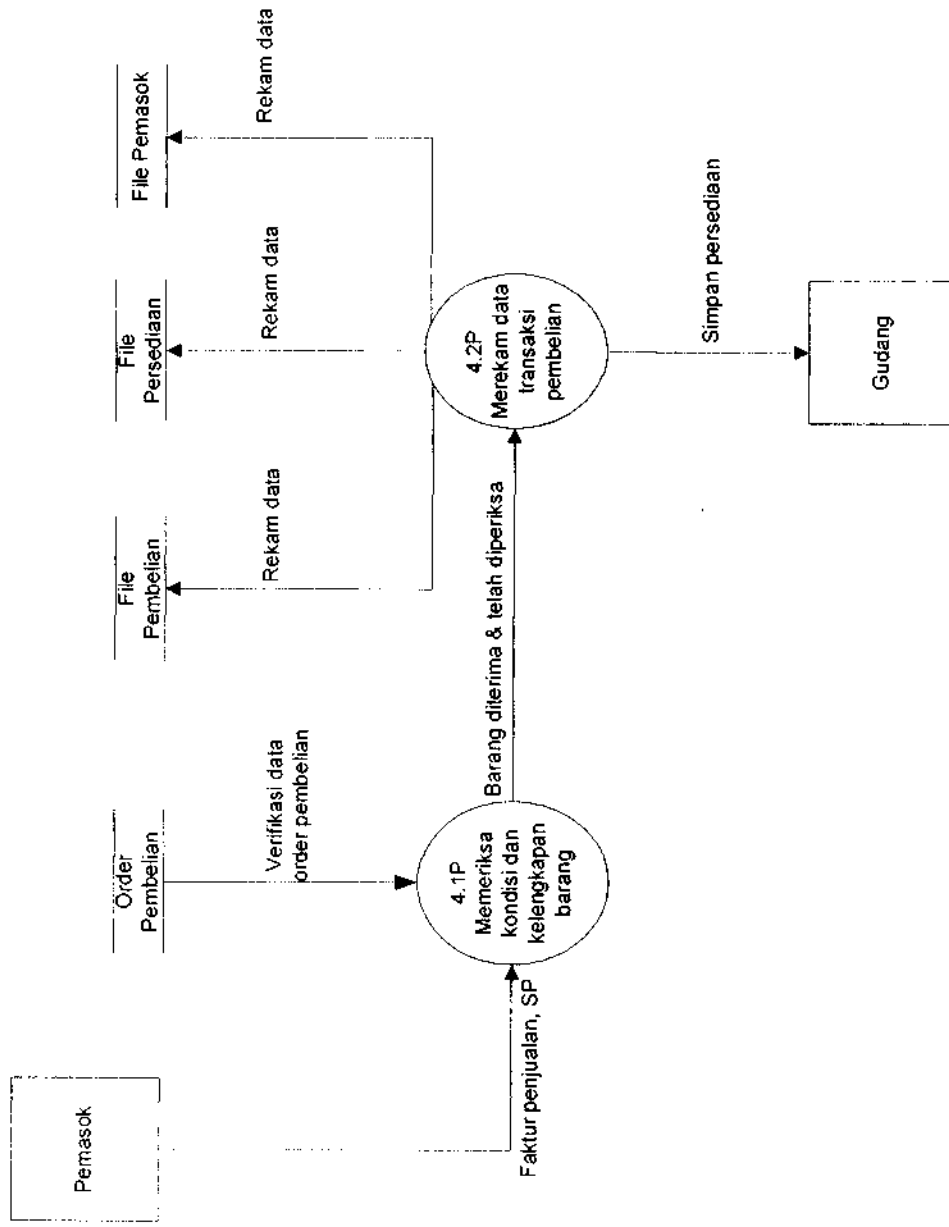 Pemasok
Order
Pembelian
File
Pembelian
File
Persediaan
File Pemasok
Verifikasi data
order pembelian
Rekam data
Rekam data
Rekam data
Faktur penjualan, SP
4.1P
Memeriksa
kondisi dan
kelengkapan
barang
Barang diterima & telah diperiksa
4.2P
Merekam data
transaksi
pembelian
Simpan persediaan
Gudang